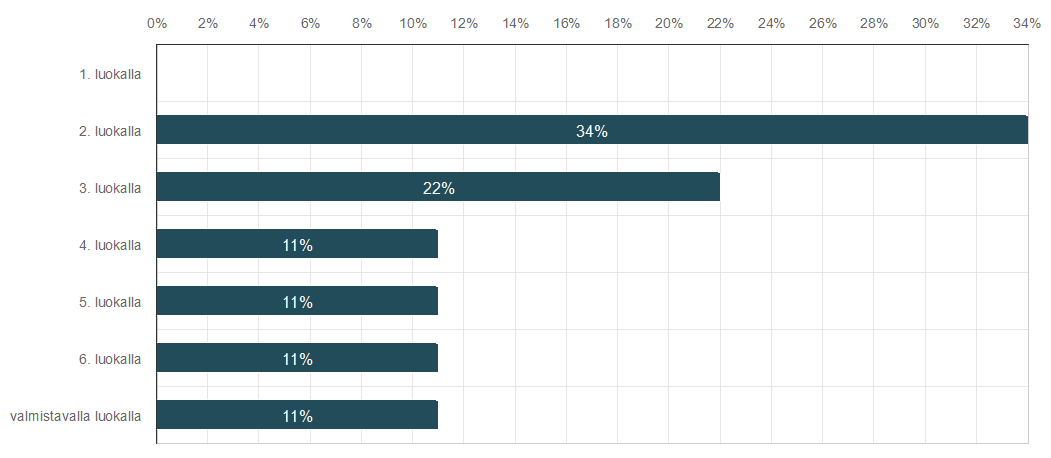 0% 2% 4% 6% 8% 10% 12% 14% 16% 18% 20% 22% 24% 26% 28% 30% 32% 34%
1. luokalla
2. luokalla 34%
3. luokalla 22%
4. luokalla 11%
5. luokalla 11%
6. luokalla 11%
valmistavalla luokalla 11%